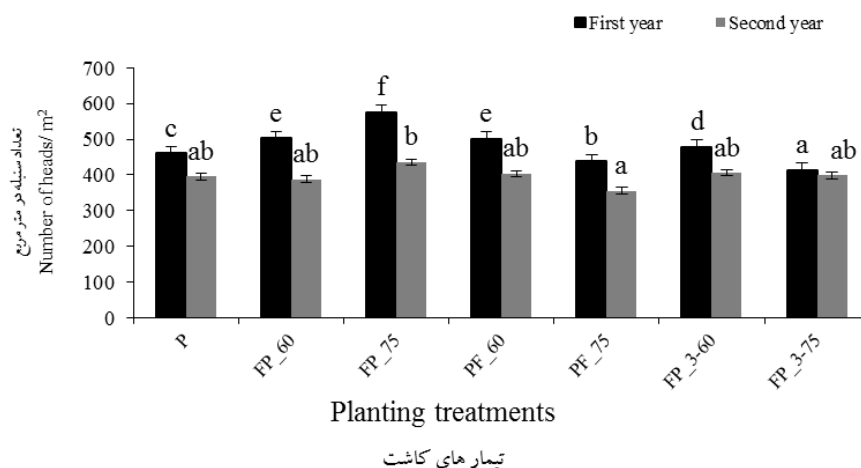 First year Second year
700
600
500
400
300
200
100
0
تعداد سنبله در متر مربع
Number of heads/ m²
c ab e ab f b e ab b a d ab a ab
P FP_60 FP_75 PF_60 PF_75 FP_3-60 FP_3-75
Planting treatments
تیمار های کاشت